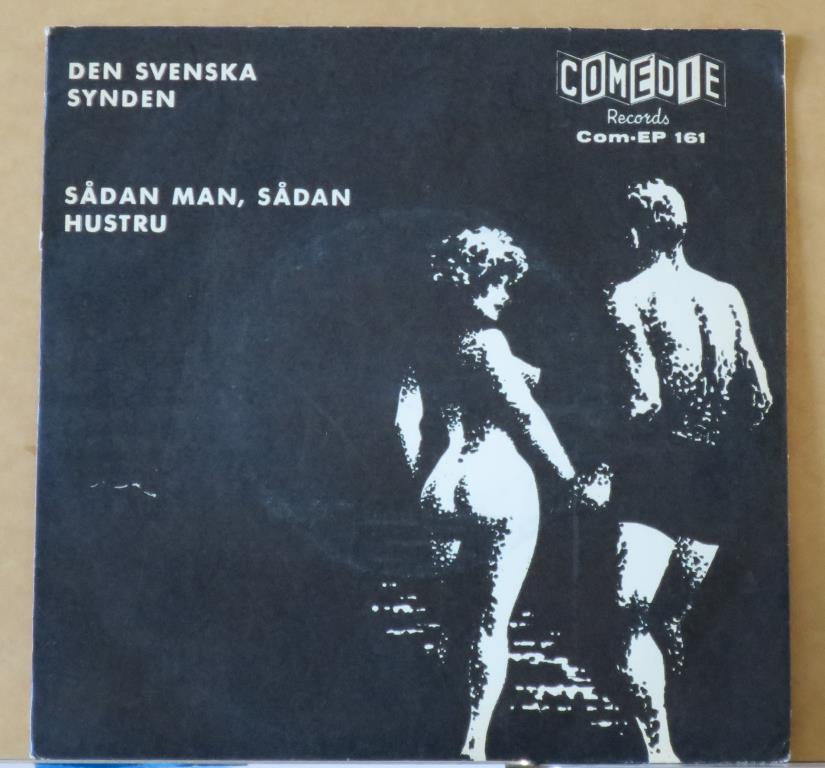 DEN SVENSKA
SYNDEN
SÅDAN MAN, SÅDAN
HUSTRU
COMEDIE
Records
Com•EP 161